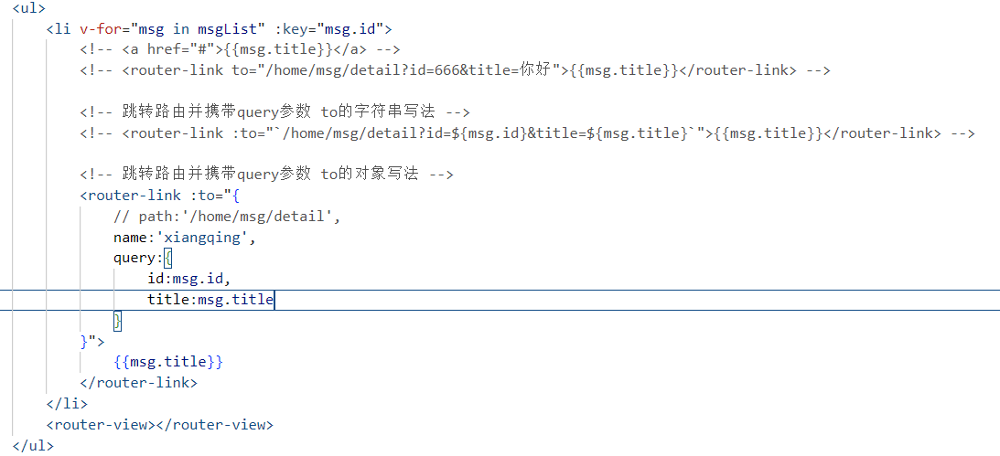 <ul>
<li v-for="msg in msgList" :key="msg.id">
<!-- <a href="#">{{msg.title}}</a> -->
<!-- <router-link to="/home/msg/detail?id=666&title=你好">{{msg.title}}</router-link> -->
<!-- 跳转路由并携带query参数 to的字符串写法 -->
<!-- <router-link :to="`/home/msg/detail?id=${msg.id}&title=${msg.title}`">{{msg.title}}</router-link> -->
<!-- 跳转路由并携带query参数 to的对象写法 -->
<router-link :to="{
// path:'/home/msg/detail',
name:'xiangqing',
query:{
id:msg.id,
title:msg.title
}
}">
{{msg.title}}
</router-link>
</li>
<router-view></router-view>
</ul>